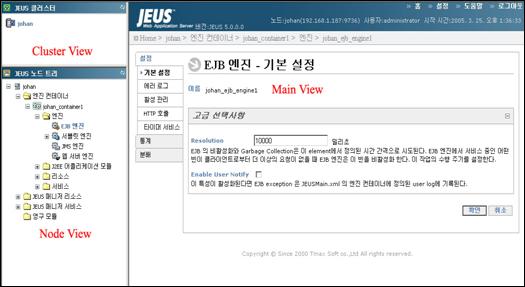 JEUS 클러스터
johan
Cluster View
JEUS 노드 트리
johan
엔진 컨테이너
johan_container1
엔진
EJB 엔진
서블릿 엔진
JMS 엔진
웹 서버 엔진
J2EE 어플리케이션 모듈
리소스
서비스
JEUS 매니저 리소스
JEUS 매니저 서비스
영구 모듈
Node View
JEUS
Web Application Server 버전-JEUS 5.0.0.0
홈 설정 도움말 로그아웃
노드:johan(192.168.1.187:9736) 사용자:administrator 시작 시간:2005. 3. 25. 오후 1:36:33
Home > johan > 엔진 컨테이너 > johan_container1 > 엔진 > johan_ejb_engine1
설정
기본 설정
에러 로그
활성 관리
HTTP 호출
타이머 서비스
통계
분배
EJB 엔진 - 기본 설정
이름 johan_ejb_engine1
Main View
고급 선택사항
Resolution 10000 밀리초
EJB 의 비활성화와 Garbage Collection은 이 element에서 정의된 시간 간격으로 시도된다. EJB 엔진에서 서비스 중인 어떤
빈이 클라이언트로부터 더 이상의 요청이 없을 때 EJB 엔진은 이 빈을 비활성화 한다. 이 작업의 수행 주기를 설정한다.
Enable User Notify
이 특성이 활성화된다면 EJB exception 은 JEUSMain.xml 의 엔진 컨테이너에 정의된 user log에 기록된다.
확인 취소
Copyright © Since 2000 Tmax Soft co.,Ltd All rights reserved.